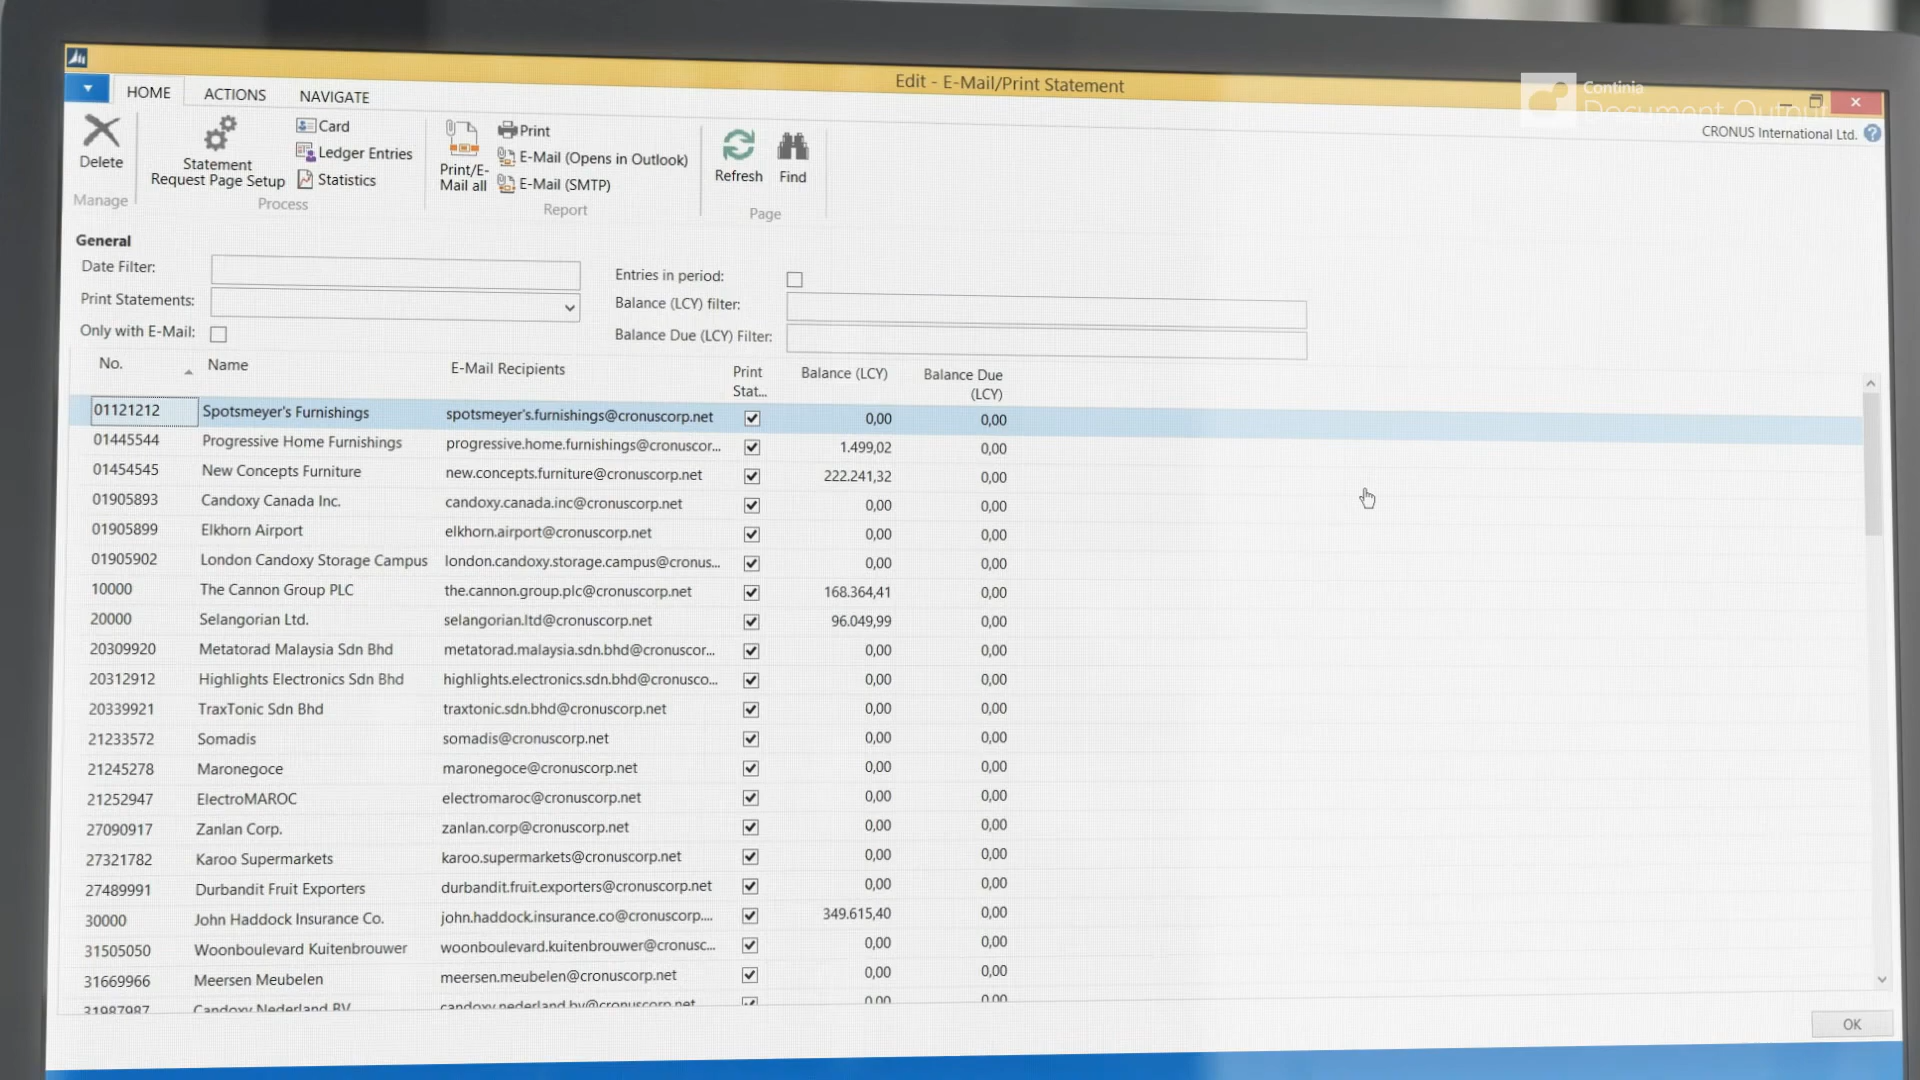 Edit - E-Mail/Print Statement
Continia
Document Output
HOME ACTIONS NAVIGATE
CRONUS International Ltd.
Delete
Statement
Request Page Setup
Card
Ledger Entries
Statistics
Print/E-
Mail all
Print
E-Mail (Opens in Outlook)
E-Mail (SMTP)
Refresh
Find
Manage Process Report Page
General
Date Filter:
Entries in period:
Print Statements:
Balance (LCY) filter:
Only with E-Mail:
Balance Due (LCY) Filter:
No. Name E-Mail Recipients Print Stat... Balance (LCY) Balance Due (LCY)
01121212 Spotsmeyer's Furnishings spotsmeyer's.furnishings@cronuscorp.net 0,00 0,00
01445544 Progressive Home Furnishings progressive.home.furnishings@cronuscor... 1.499,02 0,00
01454545 New Concepts Furniture new.concepts.furniture@cronuscorp.net 222.241,32 0,00
01905893 Candoxy Canada Inc. candoxy.canada.inc@cronuscorp.net 0,00 0,00
01905899 Elkhorn Airport elkhorn.airport@cronuscorp.net 0,00 0,00
01905902 London Candoxy Storage Campus london.candoxy.storage.campus@cronus... 0,00 0,00
10000 The Cannon Group PLC the.cannon.group.plc@cronuscorp.net 168.364,41 0,00
20000 Selangorian Ltd. selangorian.ltd@cronuscorp.net 96.049,99 0,00
20309920 Metatorad Malaysia Sdn Bhd metatorad.malaysia.sdn.bhd@cronuscor... 0,00 0,00
20312912 Highlights Electronics Sdn Bhd highlights.electronics.sdn.bhd@cronusco... 0,00 0,00
20339921 TraxTonic Sdn Bhd traxtonic.sdn.bhd@cronuscorp.net 0,00 0,00
21233572 Somadis somadis@cronuscorp.net 0,00 0,00
21245278 Maronegoce maronegoce@cronuscorp.net 0,00 0,00
21252947 ElectroMAROC electromaroc@cronuscorp.net 0,00 0,00
27090917 Zanlan Corp. zanlan.corp@cronuscorp.net 0,00 0,00
27321782 Karoo Supermarkets karoo.supermarkets@cronuscorp.net 0,00 0,00
27489991 Durbandit Fruit Exporters durbandit.fruit.exporters@cronuscorp.net 0,00 0,00
30000 John Haddock Insurance Co. john.haddock.insurance.co@cronuscorp.... 349.615,40 0,00
31505050 Woonboulevard Kuitenbrouwer woonboulevard.kuitenbrouwer@cronusc... 0,00 0,00
31669966 Meersen Meubelen meersen.meubelen@cronuscorp.net 0,00 0,00
31987987 Candoxy Nederland BV candoxy.nederland.bv@cronuscorp.net 0,00 0,00
OK